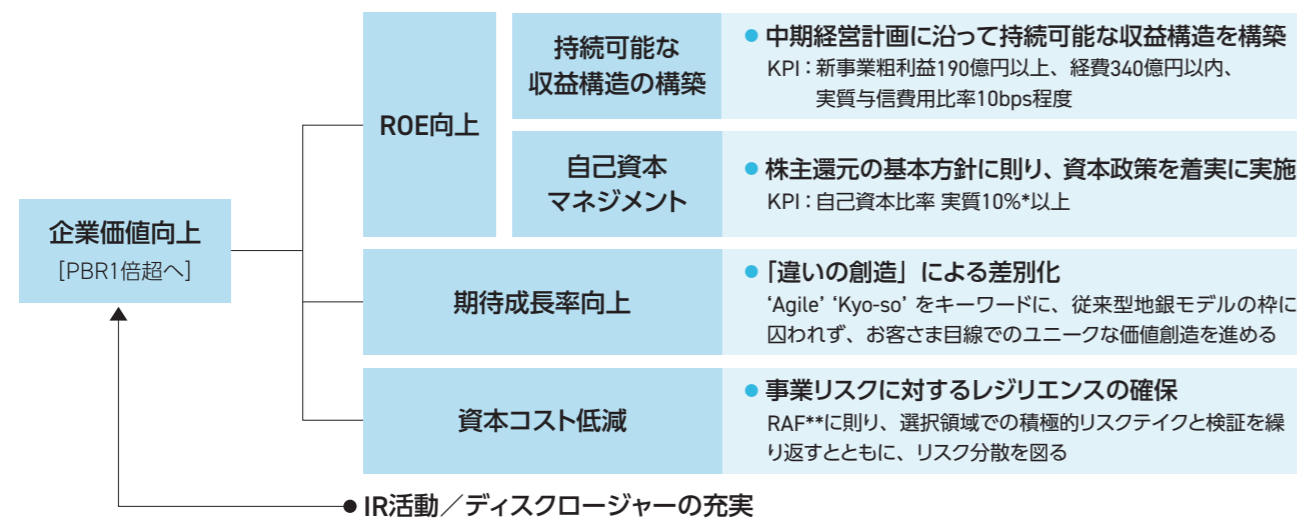 企業価値向上
[PBR1倍超へ]
ROE向上
持続可能な
収益構造の構築
● 中期経営計画に沿って持続可能な収益構造を構築
KPI：新事業粗利益190億円以上、経費340億円以内、
実質与信費用比率10bps程度
自己資本
マネジメント
● 株主還元の基本方針に則り、資本政策を着実に実施
KPI：自己資本比率 実質10%*以上
期待成長率向上
● 「違いの創造」による差別化
‘Agile’ ‘Kyo-so’ をキーワードに、従来型地銀モデルの枠に
囚われず、お客さま目線でのユニークな価値創造を進める
資本コスト低減
● 事業リスクに対するレジリエンスの確保
RAF**に則り、選択領域での積極的リスクテイクと検証を繰
り返すとともに、リスク分散を図る
● IR活動／ディスクロージャーの充実